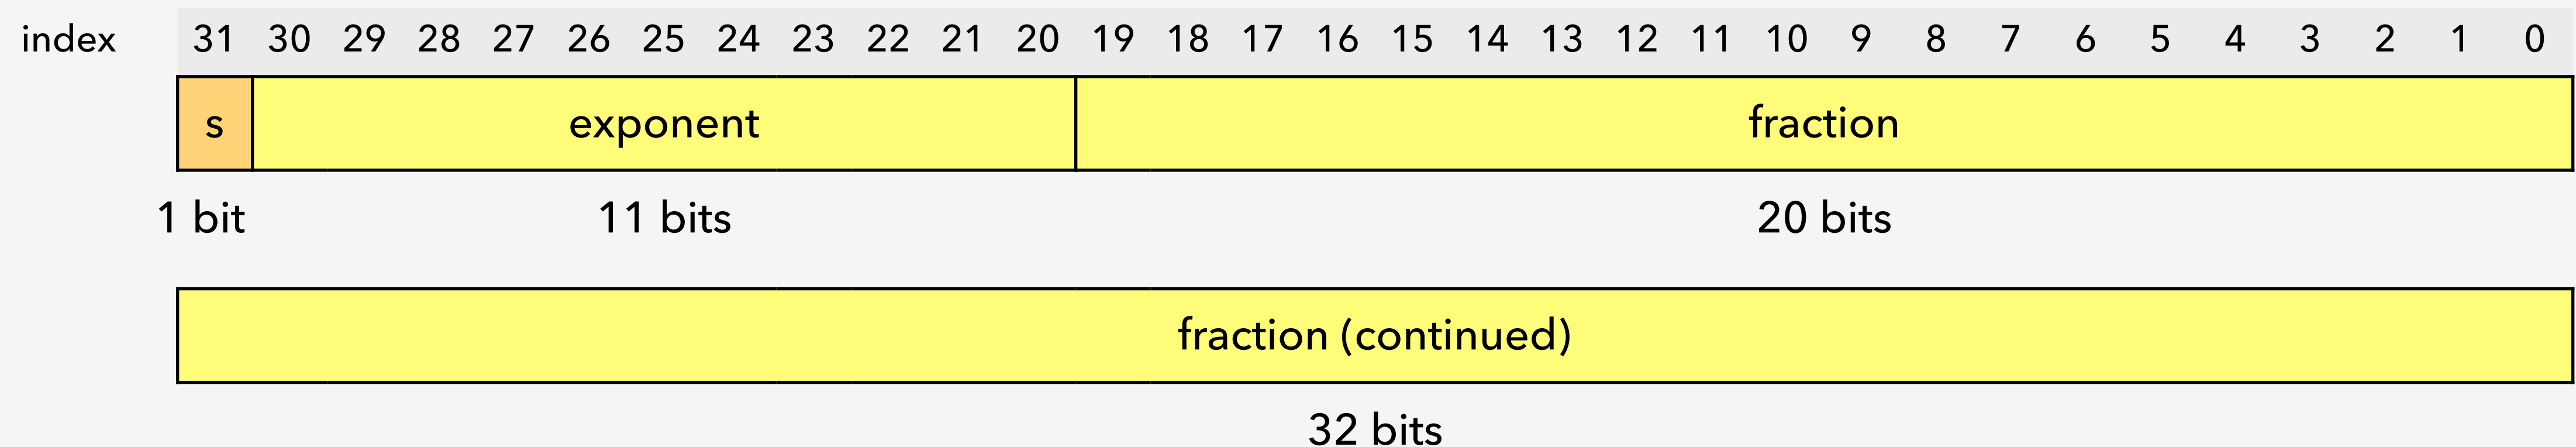 index 31 30 29 28 27 26 25 24 23 22 21 20 19 18 17 16 15 14 13 12 11 10 9 8 7 6 5 4 3 2 1 0
s exponent fraction
1 bit 11 bits 20 bits
fraction (continued)
32 bits